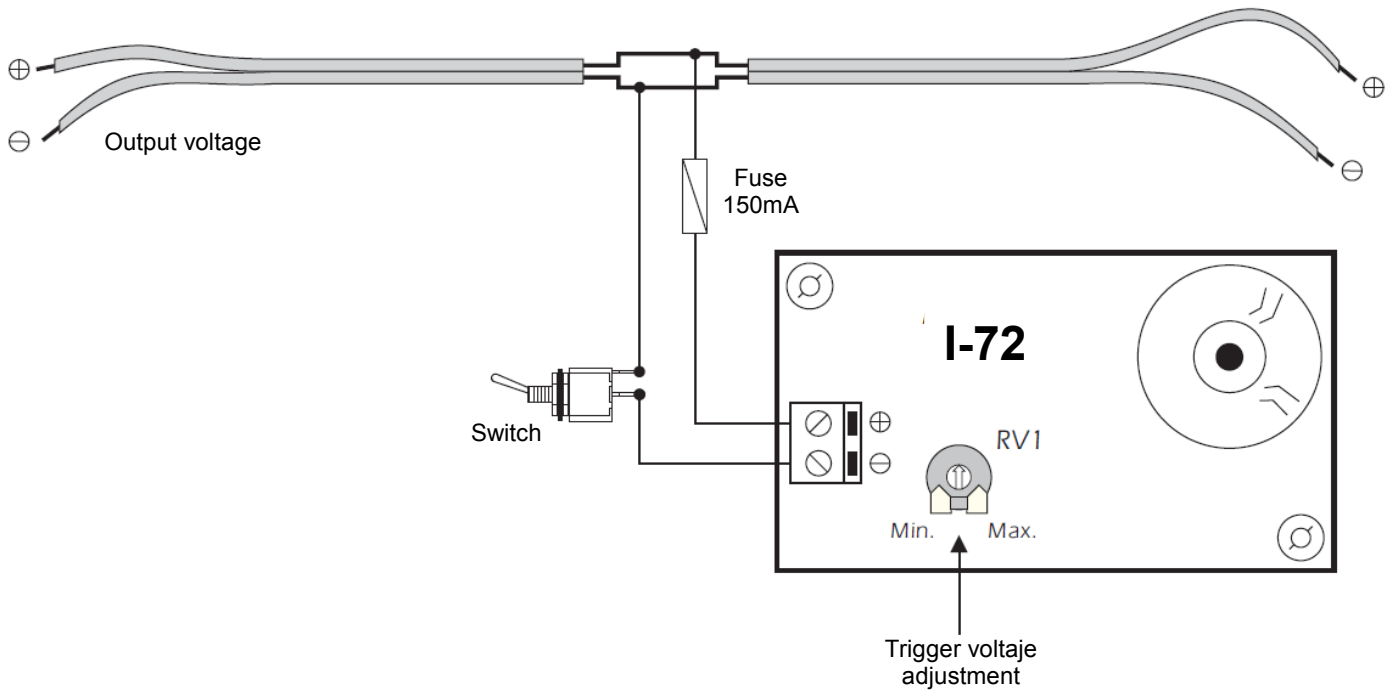 ⊕
⊕
⊖
Output voltage
⊖
Fuse
150mA
I-72
Switch
⊕
⊖
RV1
Min.
Max.
Trigger voltaje
adjustment